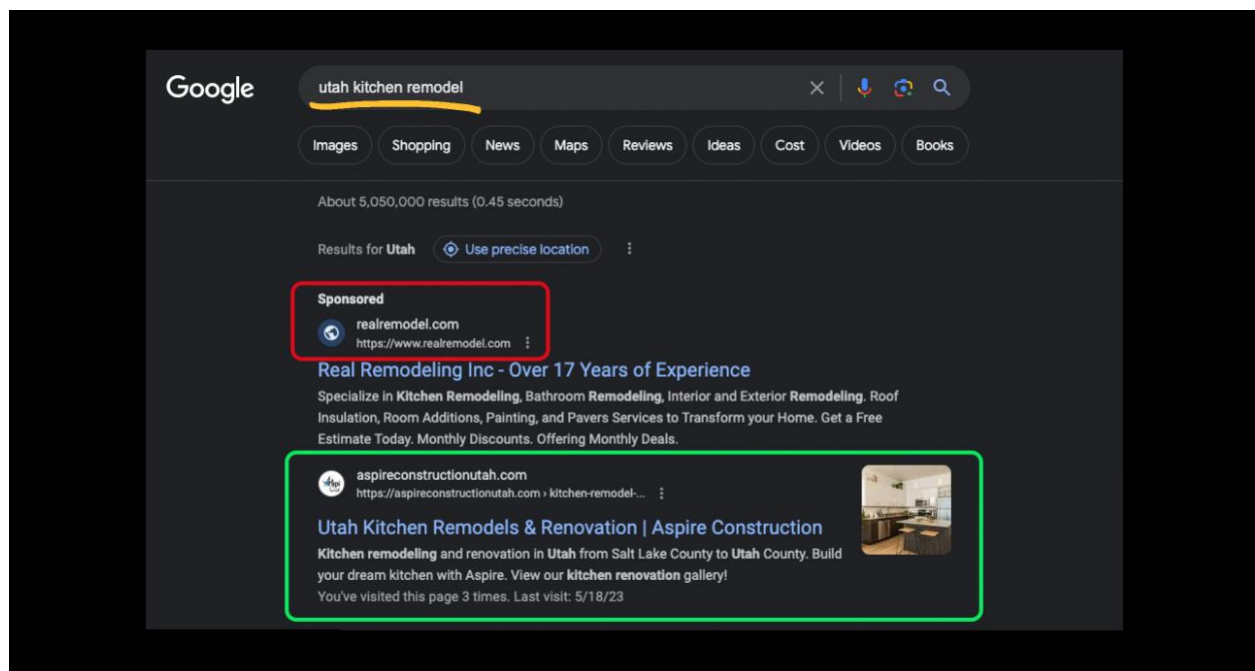 Google
utah kitchen remodel
Images Shopping News Maps Reviews Ideas Cost Videos Books
About 5,050,000 results (0.45 seconds)
Results for Utah Use precise location
Sponsored
realremodel.com
https://www.realremodel.com
Real Remodeling Inc - Over 17 Years of Experience
Specialize in Kitchen Remodeling, Bathroom Remodeling, Interior and Exterior Remodeling. Roof
Insulation, Room Additions, Painting, and Pavers Services to Transform your Home. Get a Free
Estimate Today. Monthly Discounts. Offering Monthly Deals.
aspireconstructionutah.com
https://aspireconstructionutah.com › kitchen-remodel-...
Utah Kitchen Remodels & Renovation | Aspire Construction
Kitchen remodeling and renovation in Utah from Salt Lake County to Utah County. Build
your dream kitchen with Aspire. View our kitchen renovation gallery!
You've visited this page 3 times. Last visit: 5/18/23